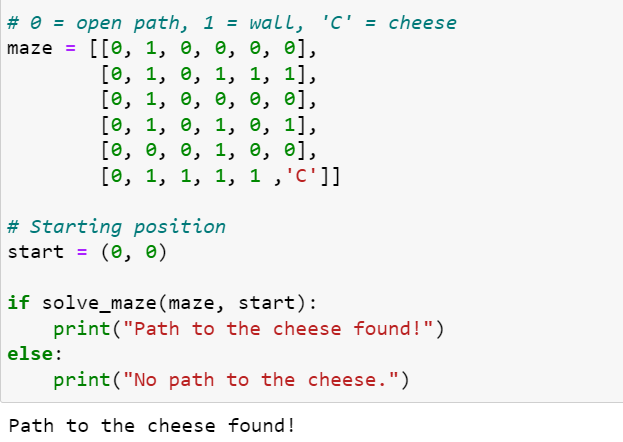 # 0 = open path, 1 = wall, 'C' = cheese
maze = [[0, 1, 0, 0, 0, 0],
        [0, 1, 0, 1, 1, 1],
        [0, 1, 0, 0, 0, 0],
        [0, 1, 0, 1, 0, 1],
        [0, 0, 0, 1, 0, 0],
        [0, 1, 1, 1, 1 ,'C']]
# Starting position
start = (0, 0)
if solve_maze(maze, start):
    print("Path to the cheese found!")
else:
    print("No path to the cheese.")
Path to the cheese found!